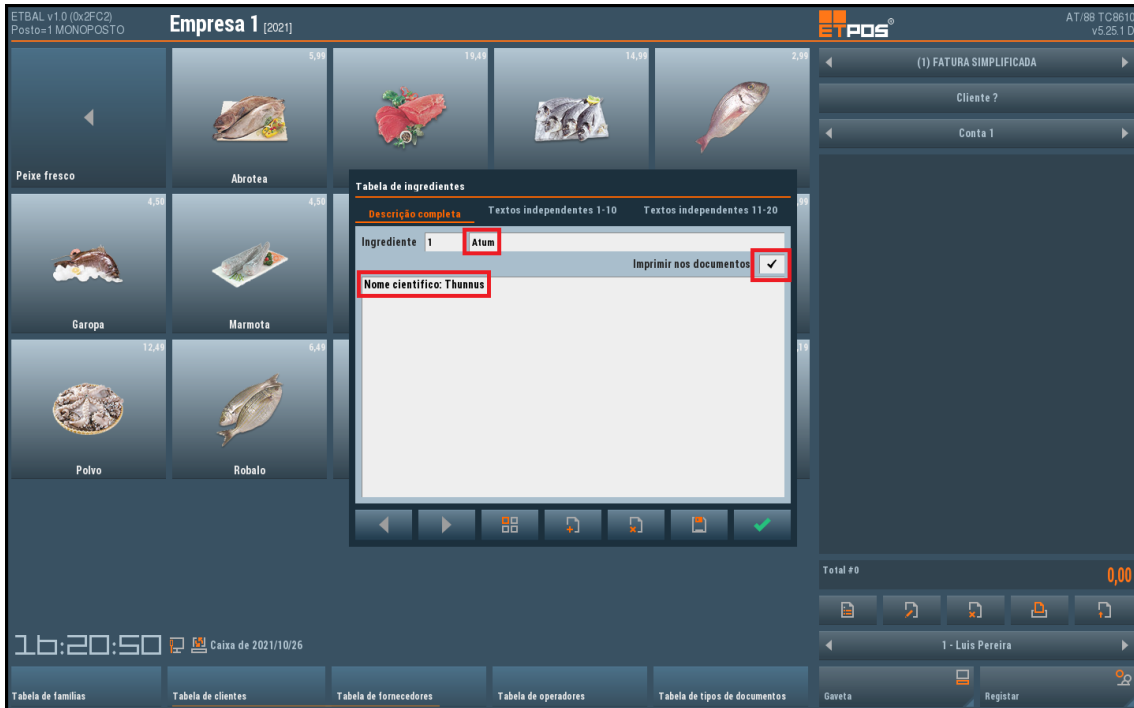 ETBAL v1.0 (0x2FC2)
Posto=1 MONOPOSTO
Empresa 1 [2021]
ETPOS®
AT/88 TC8610
v5.25.1 D
Peixe fresco
5,99
Abrotea
19,49
14,99
2,99
4,50
Garopa
4,50
Marmota
,99
12,49
Polvo
6,49
Robalo
,19
Tabela de ingredientes
Descrição completa
Textos independentes 1-10
Textos independentes 11-20
Ingrediente 1 Atum
Imprimir nos documentos
Nome cientifico: Thunnus
(1) FATURA SIMPLIFICADA
Cliente ?
Conta 1
Total #0
0,00
1 - Luis Pereira
Gaveta
Registar
16:20:50
Caixa de 2021/10/26
Tabela de famílias
Tabela de clientes
Tabela de fornecedores
Tabela de operadores
Tabela de tipos de documentos